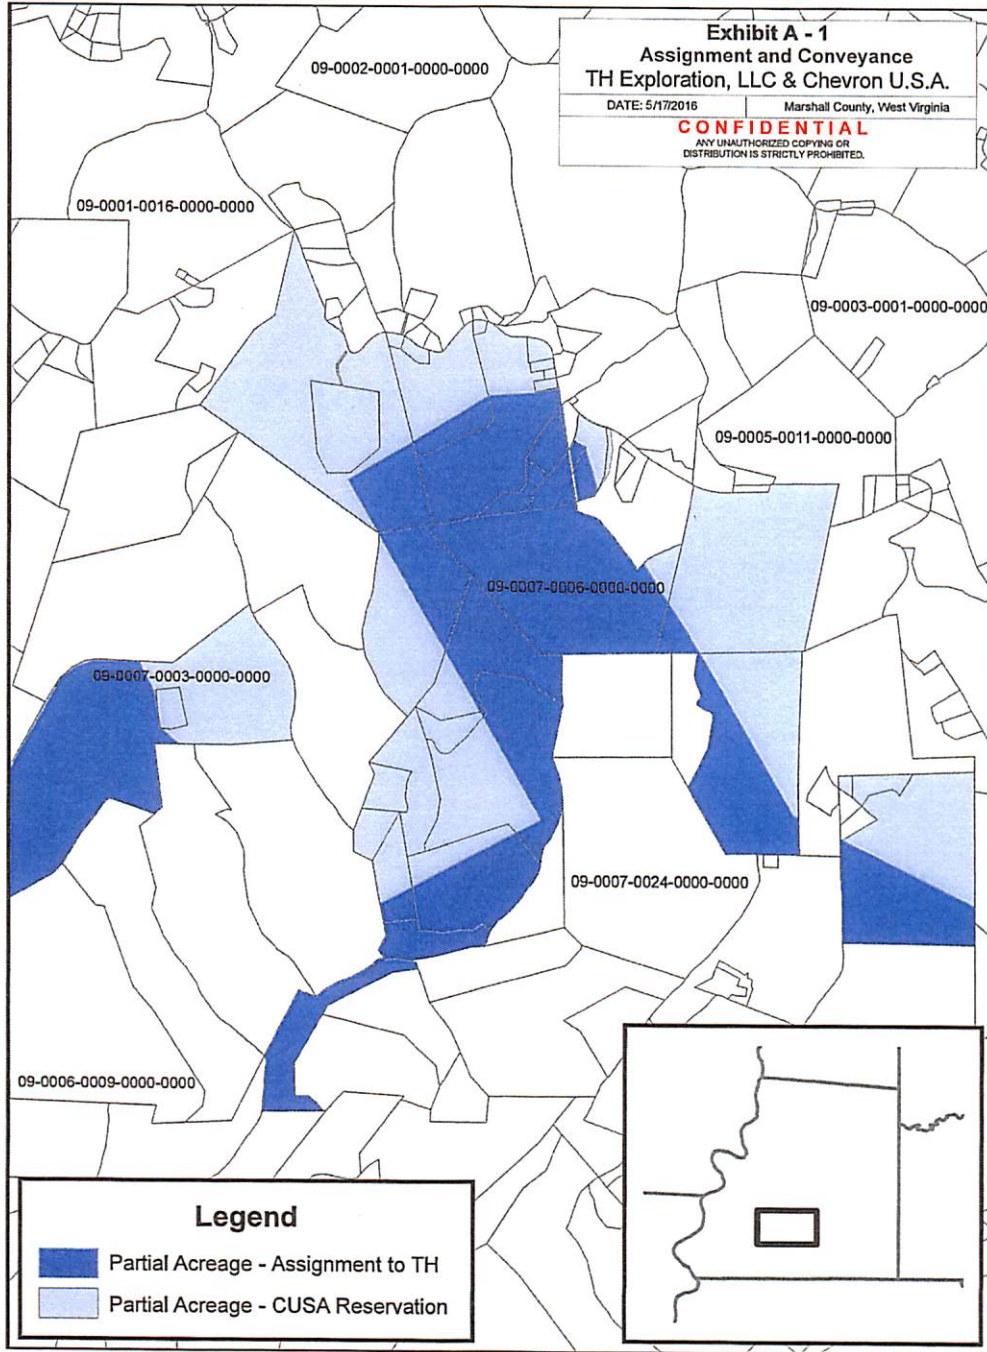 Exhibit A - 1
Assignment and Conveyance
TH Exploration, LLC & Chevron U.S.A.
DATE: 5/17/2016 Marshall County, West Virginia
CONFIDENTIAL
ANY UNAUTHORIZED COPYING OR
DISTRIBUTION IS STRICTLY PROHIBITED.
09-0002-0001-0000-0000
09-0001-0016-0000-0000
09-0003-0001-0000-0000
09-0005-0011-0000-0000
09-0007-0006-0000-0000
09-0007-0003-0000-0000
09-0007-0024-0000-0000
09-0006-0009-0000-0000
Legend
Partial Acreage - Assignment to TH
Partial Acreage - CUSA Reservation